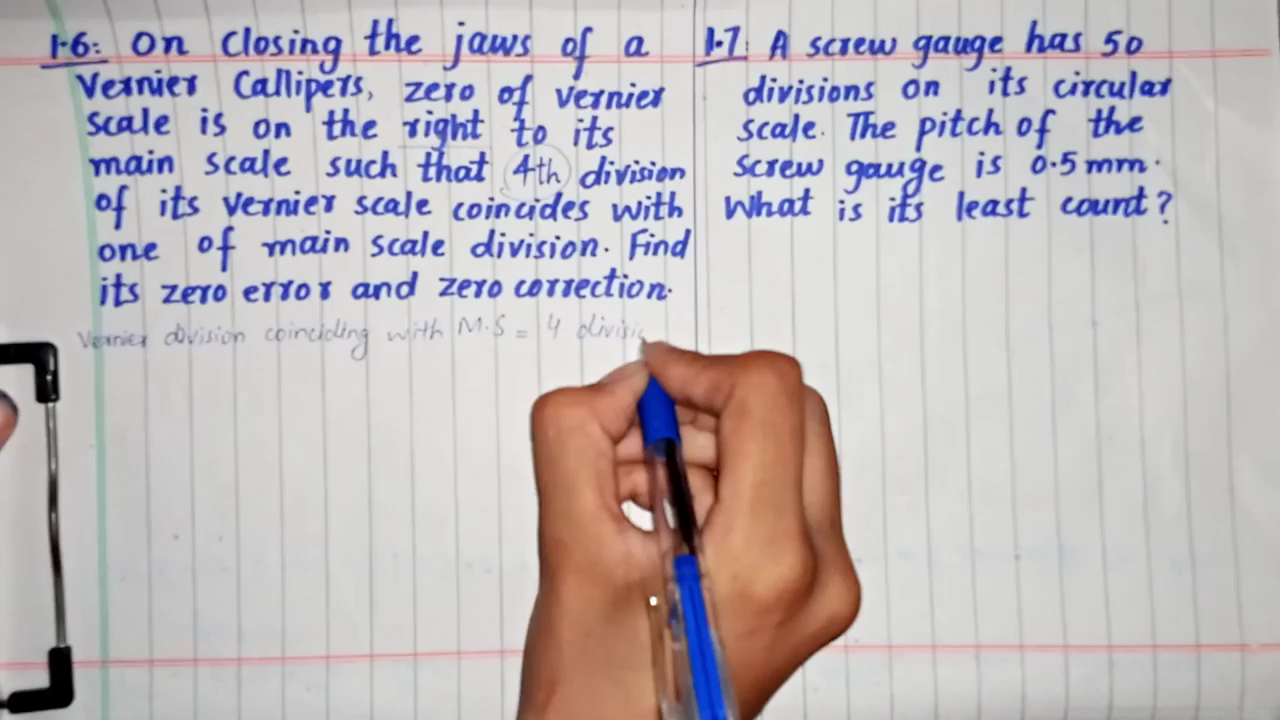 1.6: On closing the jaws of a
Vernier Callipers, zero of vernier
scale is on the right to its
main scale such that 4th division
of its vernier scale coincides with
one of main scale division. Find
its zero error and zero correction.
Vernier division coinciding with M.S = 4 divisi
1.7: A screw gauge has 50
divisions on its circular
scale. The pitch of the
screw gauge is 0.5 mm.
What is its least count?